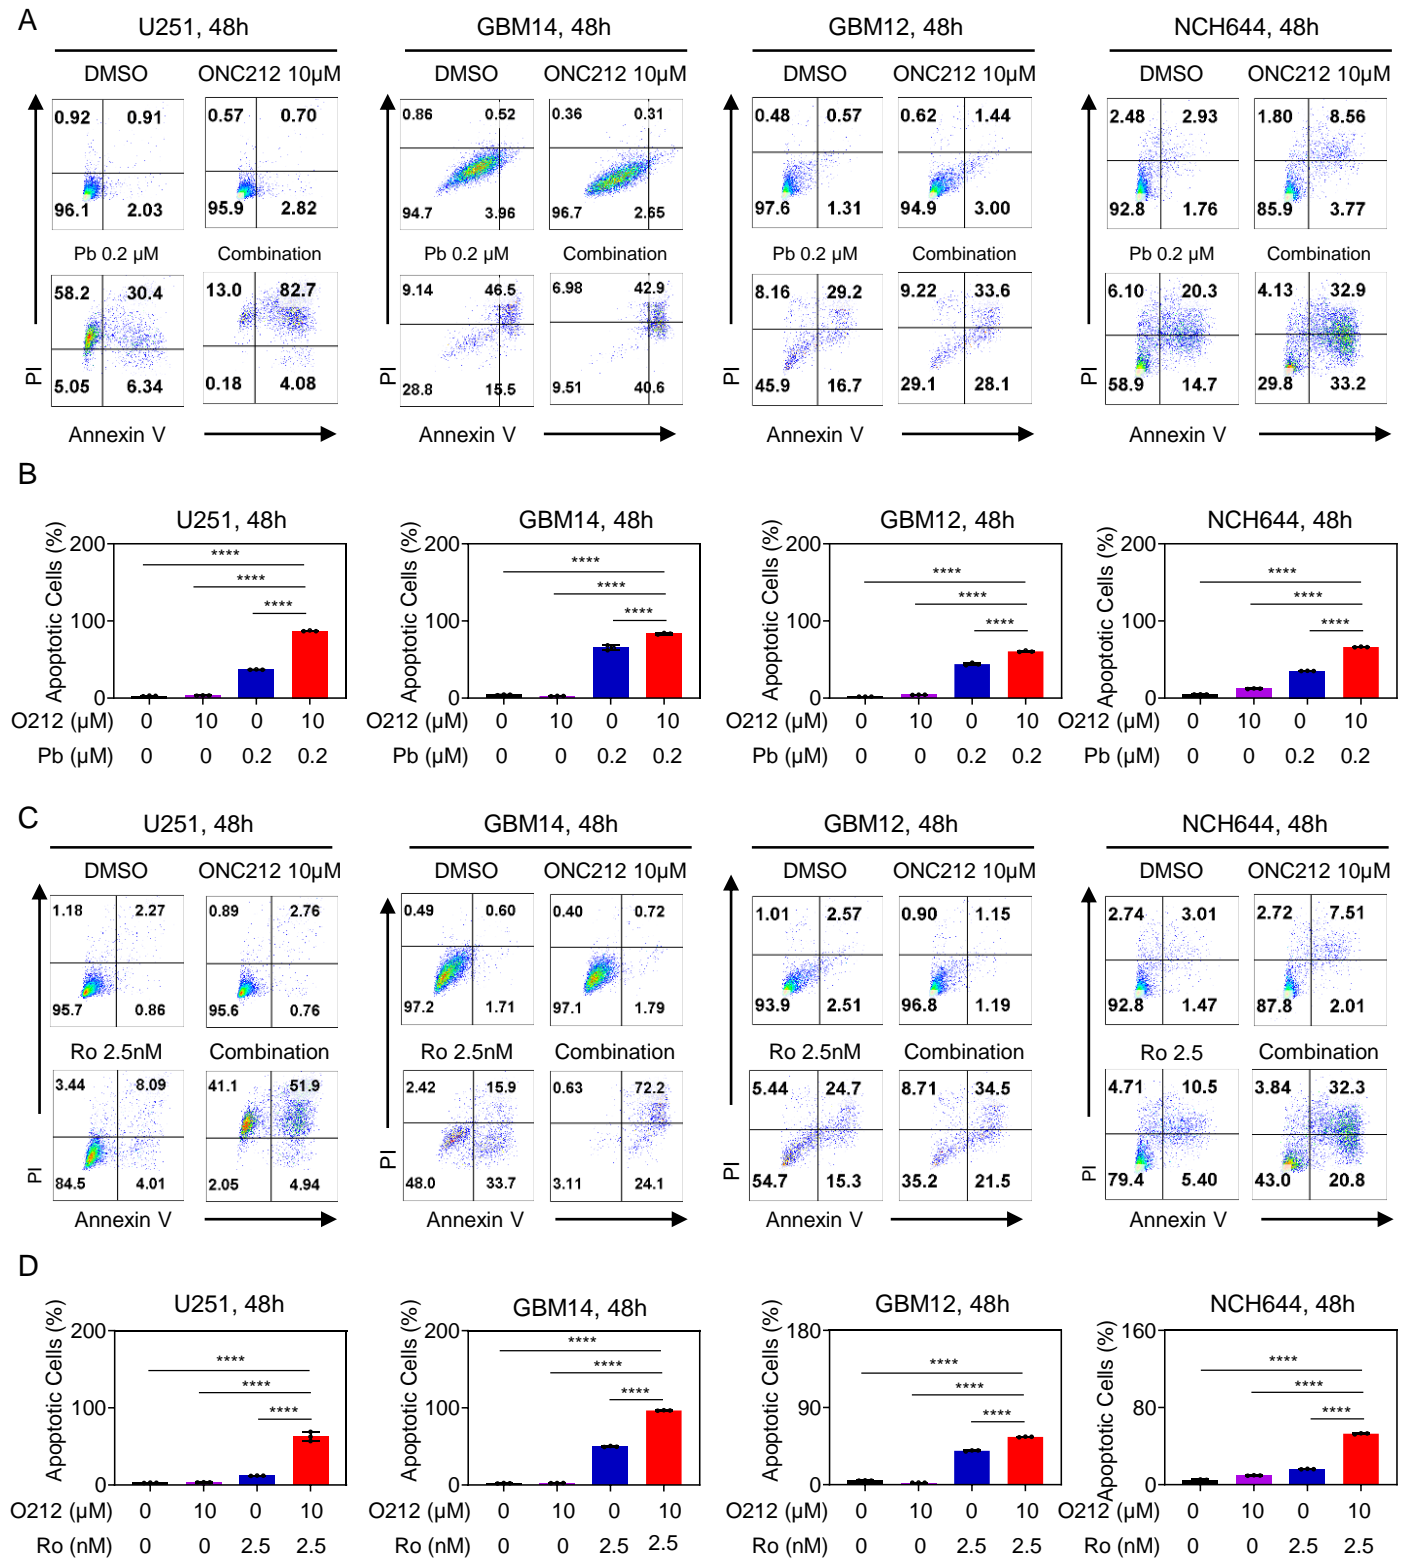 A
U251, 48h
GBM14, 48h
GBM12, 48h
NCH644, 48h
DMSO
ONC212 10µM
DMSO
ONC212 10µM
DMSO
ONC212 10µM
DMSO
ONC212 10µM
0.92 0.91
0.57 0.70
0.86 0.52
0.36 0.31
0.48 0.57
0.62 1.44
2.48 2.93
1.80 8.56
96.1 2.03
95.9 2.82
94.7 3.96
96.7 2.65
97.6 1.31
94.9 3.00
92.8 1.76
85.9 3.77
Pb 0.2 µM
Combination
Pb 0.2 µM
Combination
Pb 0.2 µM
Combination
Pb 0.2 µM
Combination
58.2 30.4
13.0 82.7
9.14 46.5
6.98 42.9
8.16 29.2
9.22 33.6
6.10 20.3
4.13 32.9
5.05 6.34
0.18 4.08
28.8 15.5
9.51 40.6
45.9 16.7
29.1 28.1
58.9 14.7
29.8 33.2
PI
PI
PI
PI
Annexin V
Annexin V
Annexin V
Annexin V
B
U251, 48h
Apoptotic Cells (%)
200
100
0
****
****
****
O212 (µM) 0 10 0 10
Pb (µM) 0 0 0.2 0.2
GBM14, 48h
Apoptotic Cells (%)
200
100
0
****
****
****
O212 (µM) 0 10 0 10
Pb (µM) 0 0 0.2 0.2
GBM12, 48h
Apoptotic Cells (%)
200
100
0
****
****
****
O212 (µM) 0 10 0 10
Pb (µM) 0 0 0.2 0.2
NCH644, 48h
Apoptotic Cells (%)
200
100
0
****
****
****
O212 (µM) 0 10 0 10
Pb (µM) 0 0 0.2 0.2
C
U251, 48h
GBM14, 48h
GBM12, 48h
NCH644, 48h
DMSO
ONC212 10µM
DMSO
ONC212 10µM
DMSO
ONC212 10µM
DMSO
ONC212 10µM
1.18 2.27
0.89 2.76
0.49 0.60
0.40 0.72
1.01 2.57
0.90 1.15
2.74 3.01
2.72 7.51
95.7 0.86
95.6 0.76
97.2 1.71
97.1 1.79
93.9 2.51
96.8 1.19
92.8 1.47
87.8 2.01
Ro 2.5nM
Combination
Ro 2.5nM
Combination
Ro 2.5nM
Combination
Ro 2.5
Combination
3.44 8.09
41.1 51.9
2.42 15.9
0.63 72.2
5.44 24.7
8.71 34.5
4.71 10.5
3.84 32.3
84.5 4.01
2.05 4.94
48.0 33.7
3.11 24.1
54.7 15.3
35.2 21.5
79.4 5.40
43.0 20.8
PI
PI
PI
PI
Annexin V
Annexin V
Annexin V
Annexin V
D
U251, 48h
Apoptotic Cells (%)
200
100
0
****
****
****
O212 (µM) 0 10 0 10
Ro (nM) 0 0 2.5 2.5
GBM14, 48h
Apoptotic Cells (%)
200
100
0
****
****
****
O212 (µM) 0 10 0 10
Ro (nM) 0 0 2.5 2.5
GBM12, 48h
Apoptotic Cells (%)
180
90
0
****
****
****
O212 (µM) 0 10 0 10
Ro (nM) 0 0 2.5 2.5
NCH644, 48h
Apoptotic Cells (%)
160
80
0
****
****
****
O212 (µM) 0 10 0 10
Ro (nM) 0 0 2.5 2.5